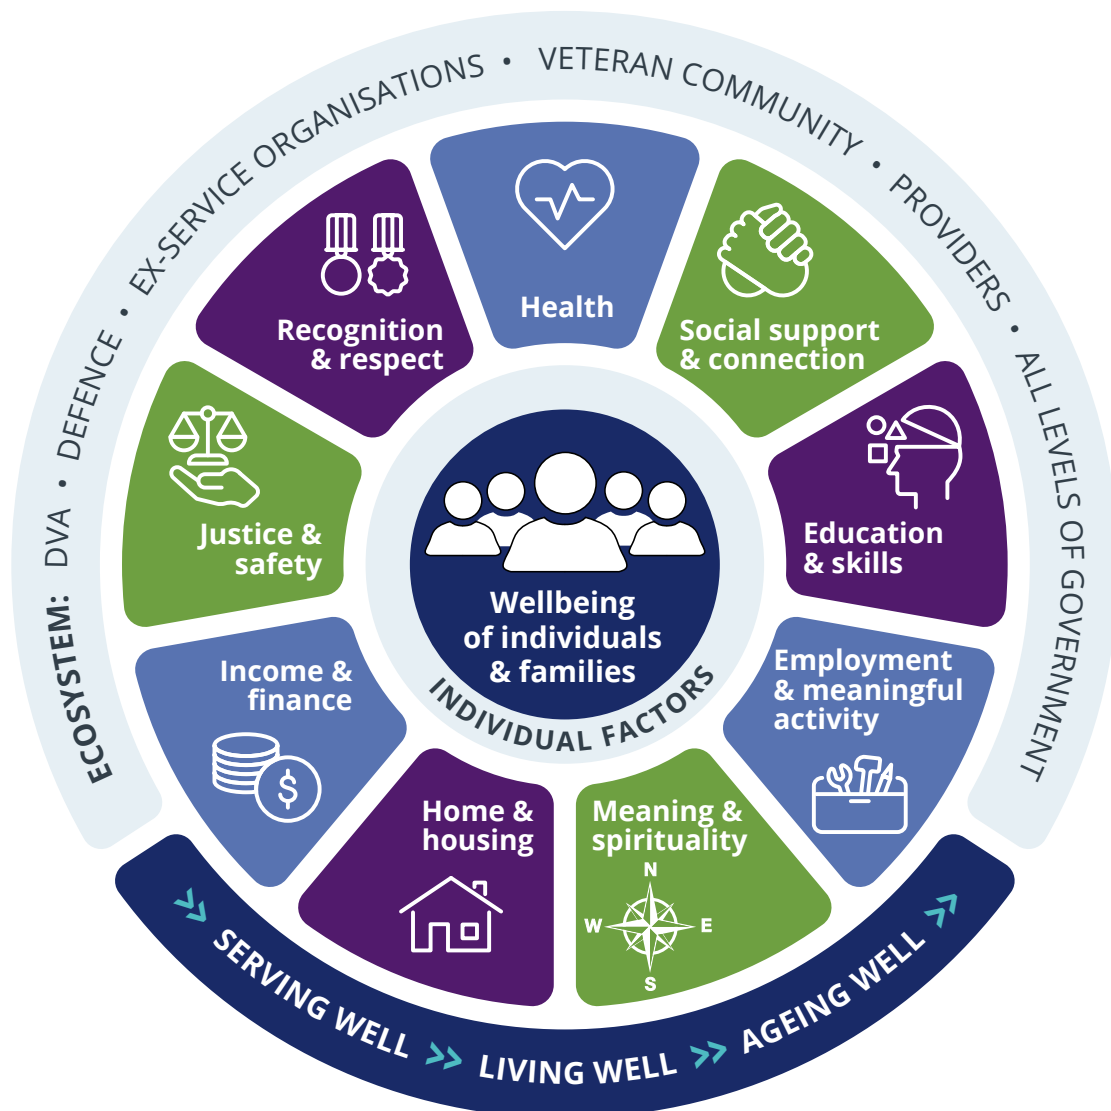 ECOSYSTEM: DVA • DEFENCE • EX-SERVICE ORGANISATIONS • VETERAN COMMUNITY • PROVIDERS • ALL LEVELS OF GOVERNMENT
Health
Social support
& connection
Education
& skills
Employment
& meaningful
activity
Meaning &
spirituality
N
W
E
S
Home &
housing
Income &
finance
$
Justice &
safety
Recognition
& respect
Wellbeing
of individuals
& families
INDIVIDUAL FACTORS
>> SERVING WELL >> LIVING WELL >> AGEING WELL >>